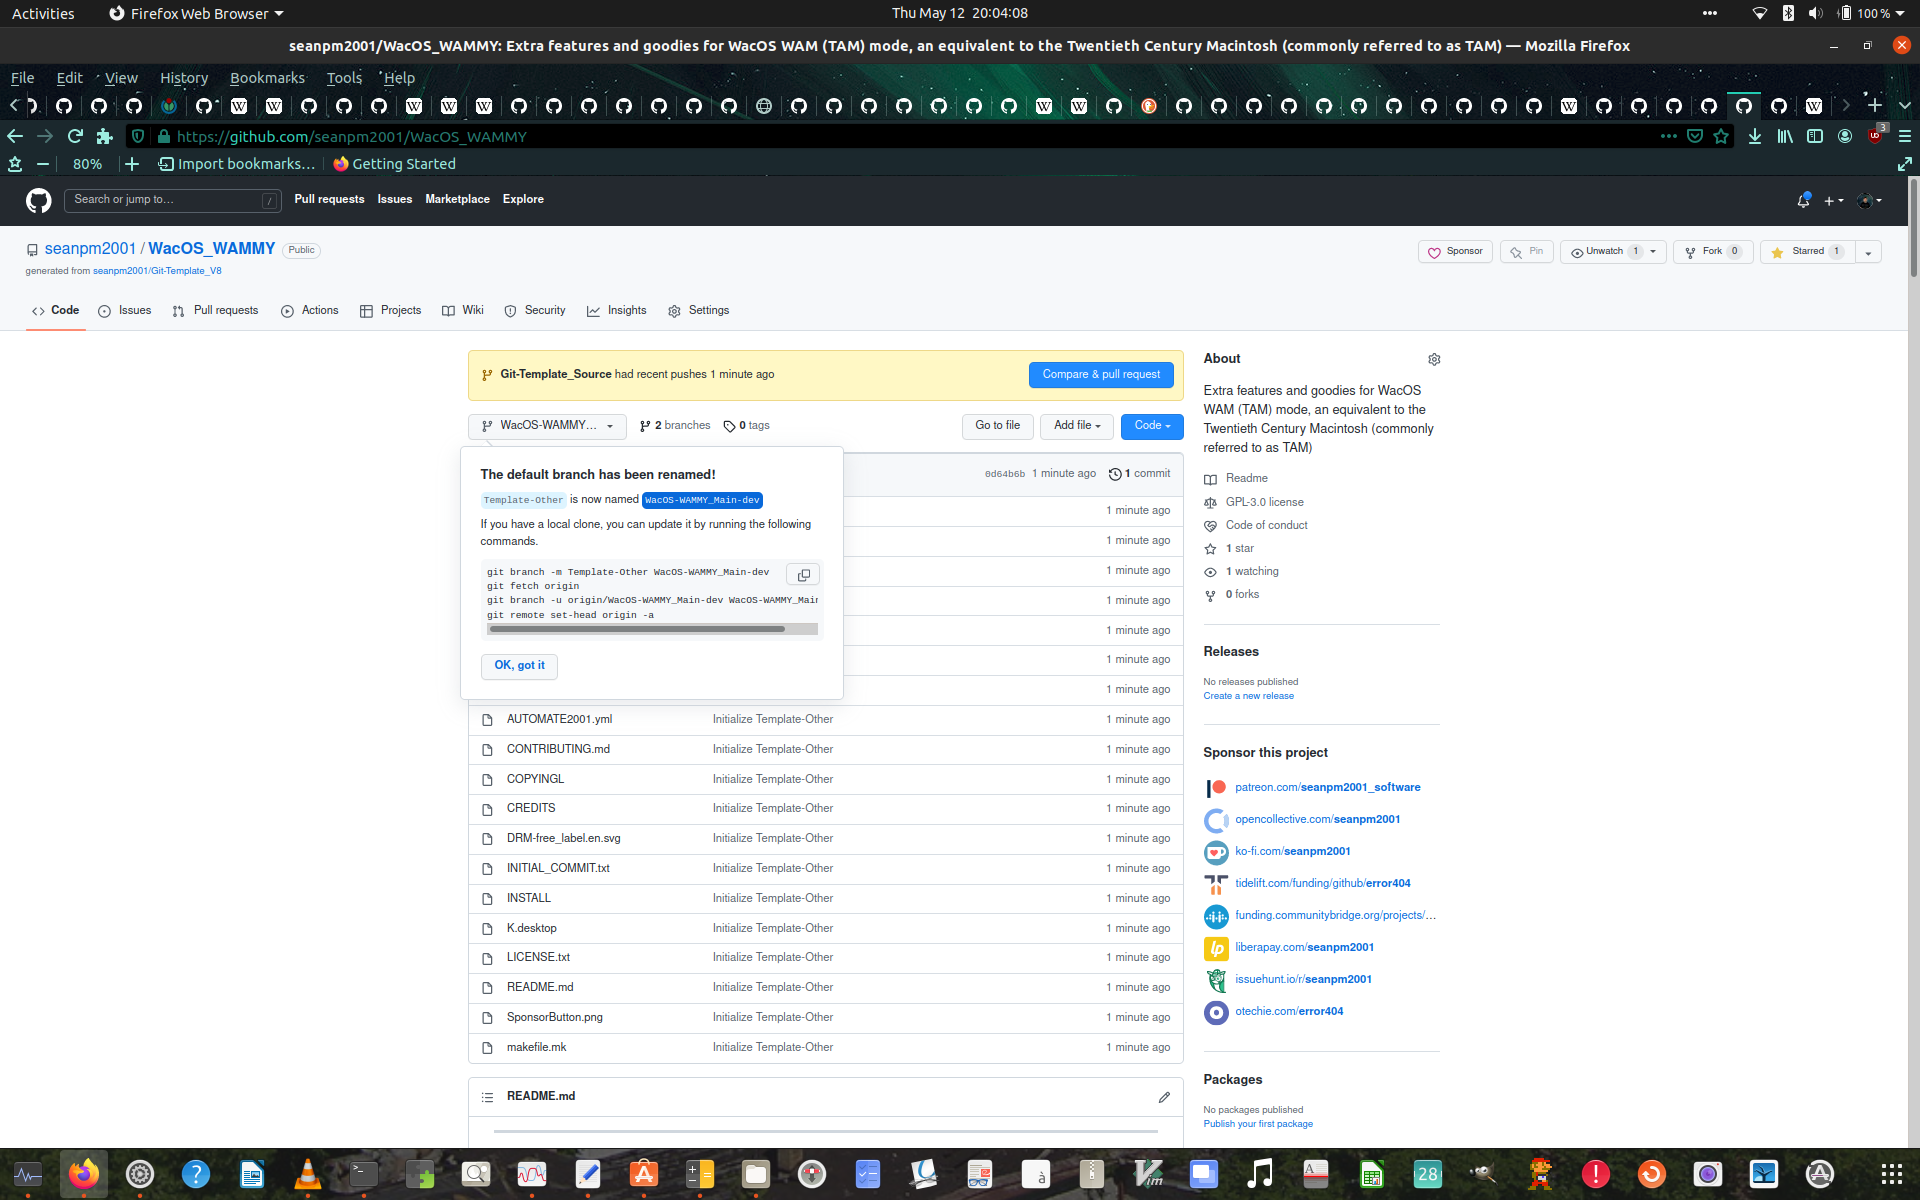 Activities
Firefox Web Browser
Thu May 12  20:04:08
100 %
seanpm2001/WacOS_WAMMY: Extra features and goodies for WacOS WAM (TAM) mode, an equivalent to the Twentieth Century Macintosh (commonly referred to as TAM) — Mozilla Firefox
File Edit View History Bookmarks Tools Help
https://github.com/seanpm2001/WacOS_WAMMY
3
80%
Import bookmarks...
Getting Started
Search or jump to...
/
Pull requests Issues Marketplace Explore
seanpm2001 / WacOS_WAMMY
Public
generated from seanpm2001/Git-Template_V8
Sponsor
Pin
Unwatch 1
Fork 0
Starred 1
Code
Issues
Pull requests
Actions
Projects
Wiki
Security
Insights
Settings
Git-Template_Source had recent pushes 1 minute ago
Compare & pull request
WacOS-WAMMY...
2 branches
0 tags
Go to file
Add file
Code
The default branch has been renamed!
Template-Other is now named WacOS-WAMMY_Main-dev
If you have a local clone, you can update it by running the following
commands.
git branch -m Template-Other WacOS-WAMMY_Main-dev
git fetch origin
git branch -u origin/WacOS-WAMMY_Main-dev WacOS-WAMMY_Main
git remote set-head origin -a
OK, got it
0d64b6b 1 minute ago
1 commit
1 minute ago
1 minute ago
1 minute ago
1 minute ago
1 minute ago
1 minute ago
1 minute ago
AUTOMATE2001.yml Initialize Template-Other 1 minute ago
CONTRIBUTING.md Initialize Template-Other 1 minute ago
COPYINGL Initialize Template-Other 1 minute ago
CREDITS Initialize Template-Other 1 minute ago
DRM-free_label.en.svg Initialize Template-Other 1 minute ago
INITIAL_COMMIT.txt Initialize Template-Other 1 minute ago
INSTALL Initialize Template-Other 1 minute ago
K.desktop Initialize Template-Other 1 minute ago
LICENSE.txt Initialize Template-Other 1 minute ago
README.md Initialize Template-Other 1 minute ago
SponsorButton.png Initialize Template-Other 1 minute ago
makefile.mk Initialize Template-Other 1 minute ago
README.md
About
Extra features and goodies for WacOS
WAM (TAM) mode, an equivalent to the
Twentieth Century Macintosh (commonly
referred to as TAM)
Readme
GPL-3.0 license
Code of conduct
1 star
1 watching
0 forks
Releases
No releases published
Create a new release
Sponsor this project
patreon.com/seanpm2001_software
opencollective.com/seanpm2001
ko-fi.com/seanpm2001
tidelift.com/funding/github/error404
funding.communitybridge.org/projects/...
liberapay.com/seanpm2001
issuehunt.io/r/seanpm2001
otechie.com/error404
Packages
No packages published
Publish your first package
28